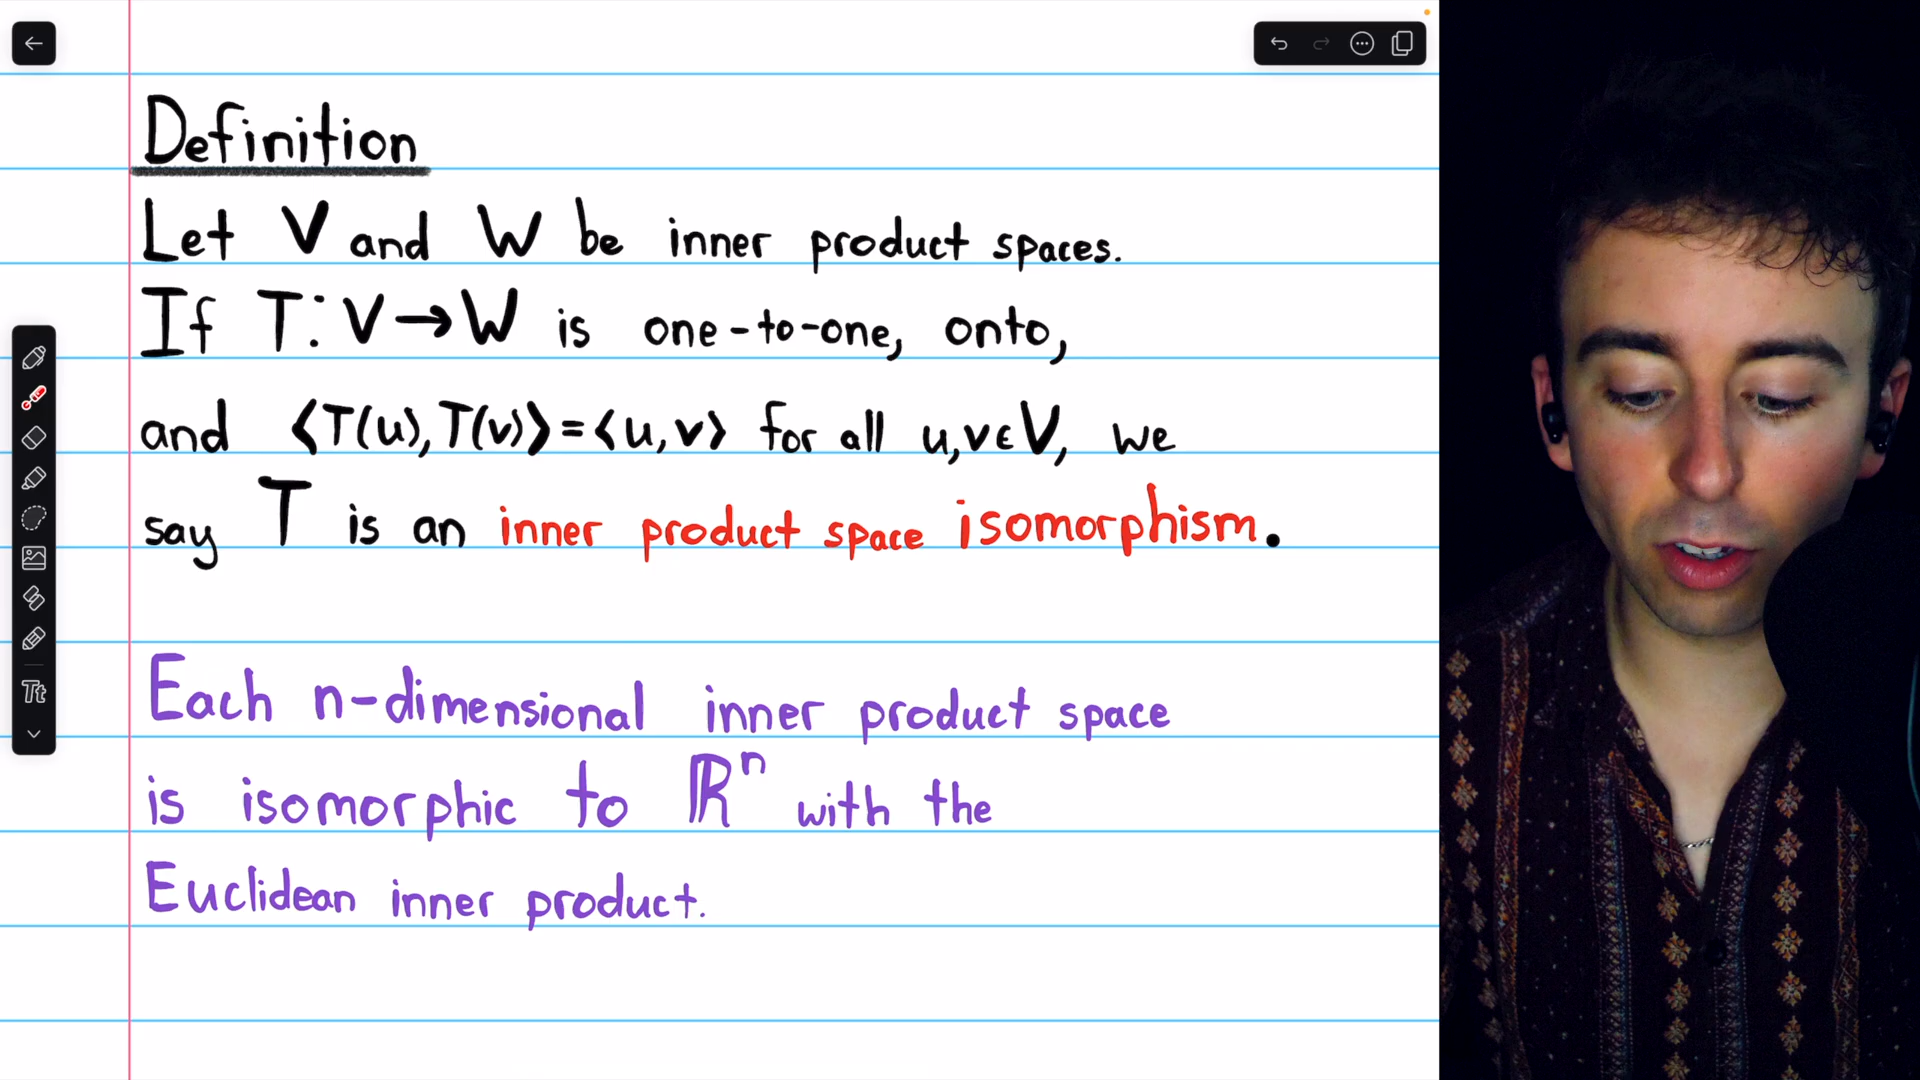 Definition
Let V and W be inner product spaces.
If T: V→W is one-to-one, onto,
and ⟨T(u), T(v)⟩ = ⟨u, v⟩ for all u,v∈V, we
say T is an inner product space isomorphism.
Each n-dimensional inner product space
is isomorphic to ℝⁿ with the
Euclidean inner product.
Tt